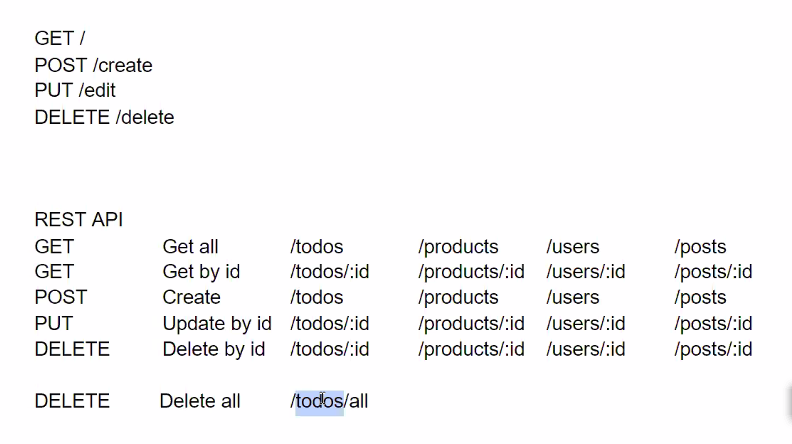 GET /
POST /create
PUT /edit
DELETE /delete
REST API
GET Get all /todos /products /users /posts
GET Get by id /todos/:id /products/:id /users/:id /posts/:id
POST Create /todos /products /users /posts
PUT Update by id /todos/:id /products/:id /users/:id /posts/:id
DELETE Delete by id /todos/:id /products/:id /users/:id /posts/:id
DELETE Delete all /todos/all